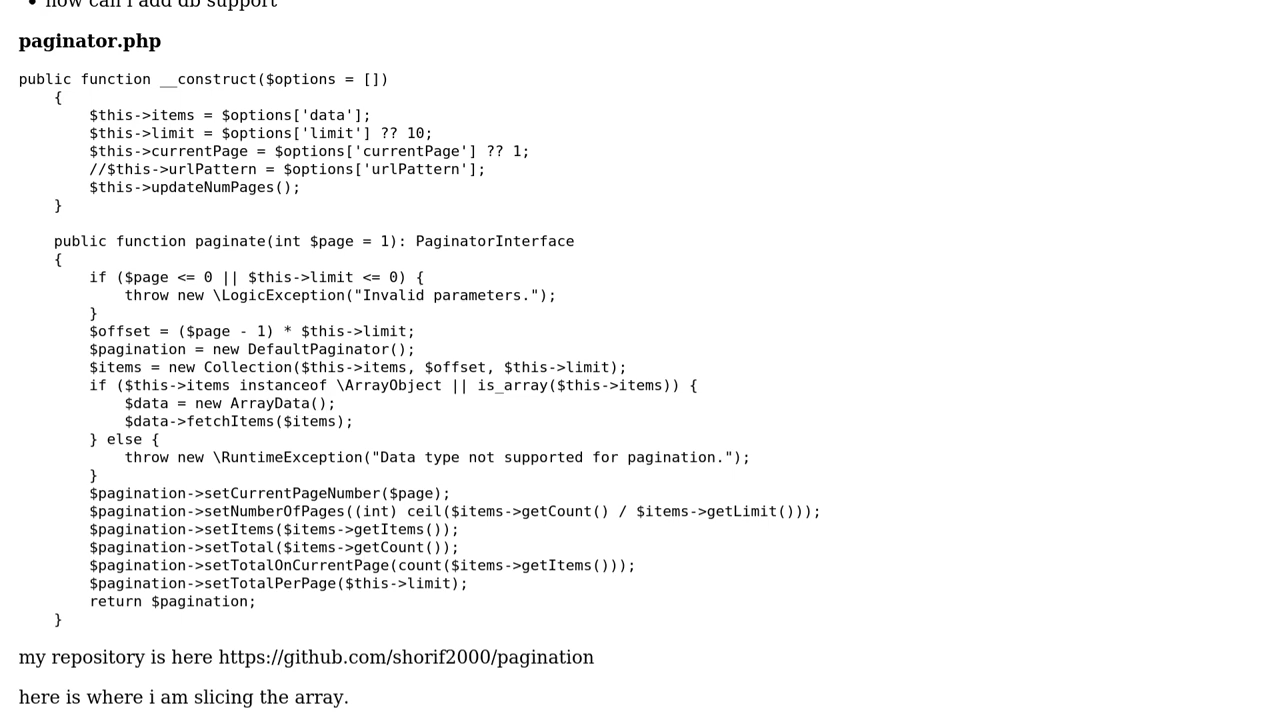 how can i add db support
paginator.php
public function __construct($options = [])
    {
        $this->items = $options['data'];
        $this->limit = $options['limit'] ?? 10;
        $this->currentPage = $options['currentPage'] ?? 1;
        //$this->urlPattern = $options['urlPattern'];
        $this->updateNumPages();
    }

    public function paginate(int $page = 1): PaginatorInterface
    {
        if ($page <= 0 || $this->limit <= 0) {
            throw new \LogicException("Invalid parameters.");
        }
        $offset = ($page - 1) * $this->limit;
        $pagination = new DefaultPaginator();
        $items = new Collection($this->items, $offset, $this->limit);
        if ($this->items instanceof \ArrayObject || is_array($this->items)) {
            $data = new ArrayData();
            $data->fetchItems($items);
        } else {
            throw new \RuntimeException("Data type not supported for pagination.");
        }
        $pagination->setCurrentPageNumber($page);
        $pagination->setNumberOfPages((int) ceil($items->getCount() / $items->getLimit()));
        $pagination->setItems($items->getItems());
        $pagination->setTotal($items->getCount());
        $pagination->setTotalOnCurrentPage(count($items->getItems()));
        $pagination->setTotalPerPage($this->limit);
        return $pagination;
    }
my repository is here https://github.com/shorif2000/pagination
here is where i am slicing the array.